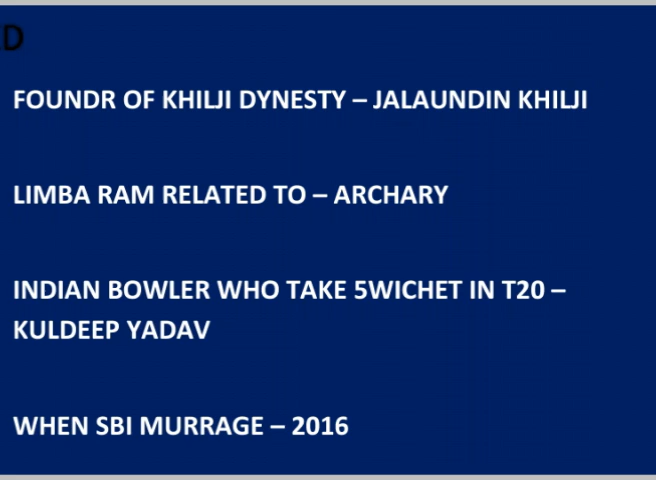 D
FOUNDR OF KHILJI DYNESTY – JALAUNDIN KHILJI
LIMBA RAM RELATED TO – ARCHARY
INDIAN BOWLER WHO TAKE 5WICHET IN T20 –
KULDEEP YADAV
WHEN SBI MURRAGE – 2016